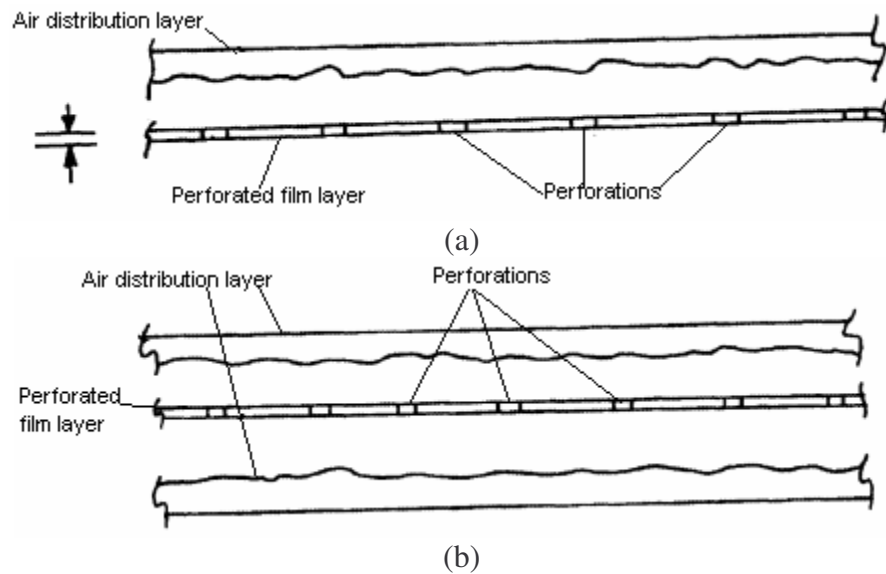 Air distribution layer
Perforated film layer
Perforations
(a)
Air distribution layer
Perforations
Perforated
film layer
(b)